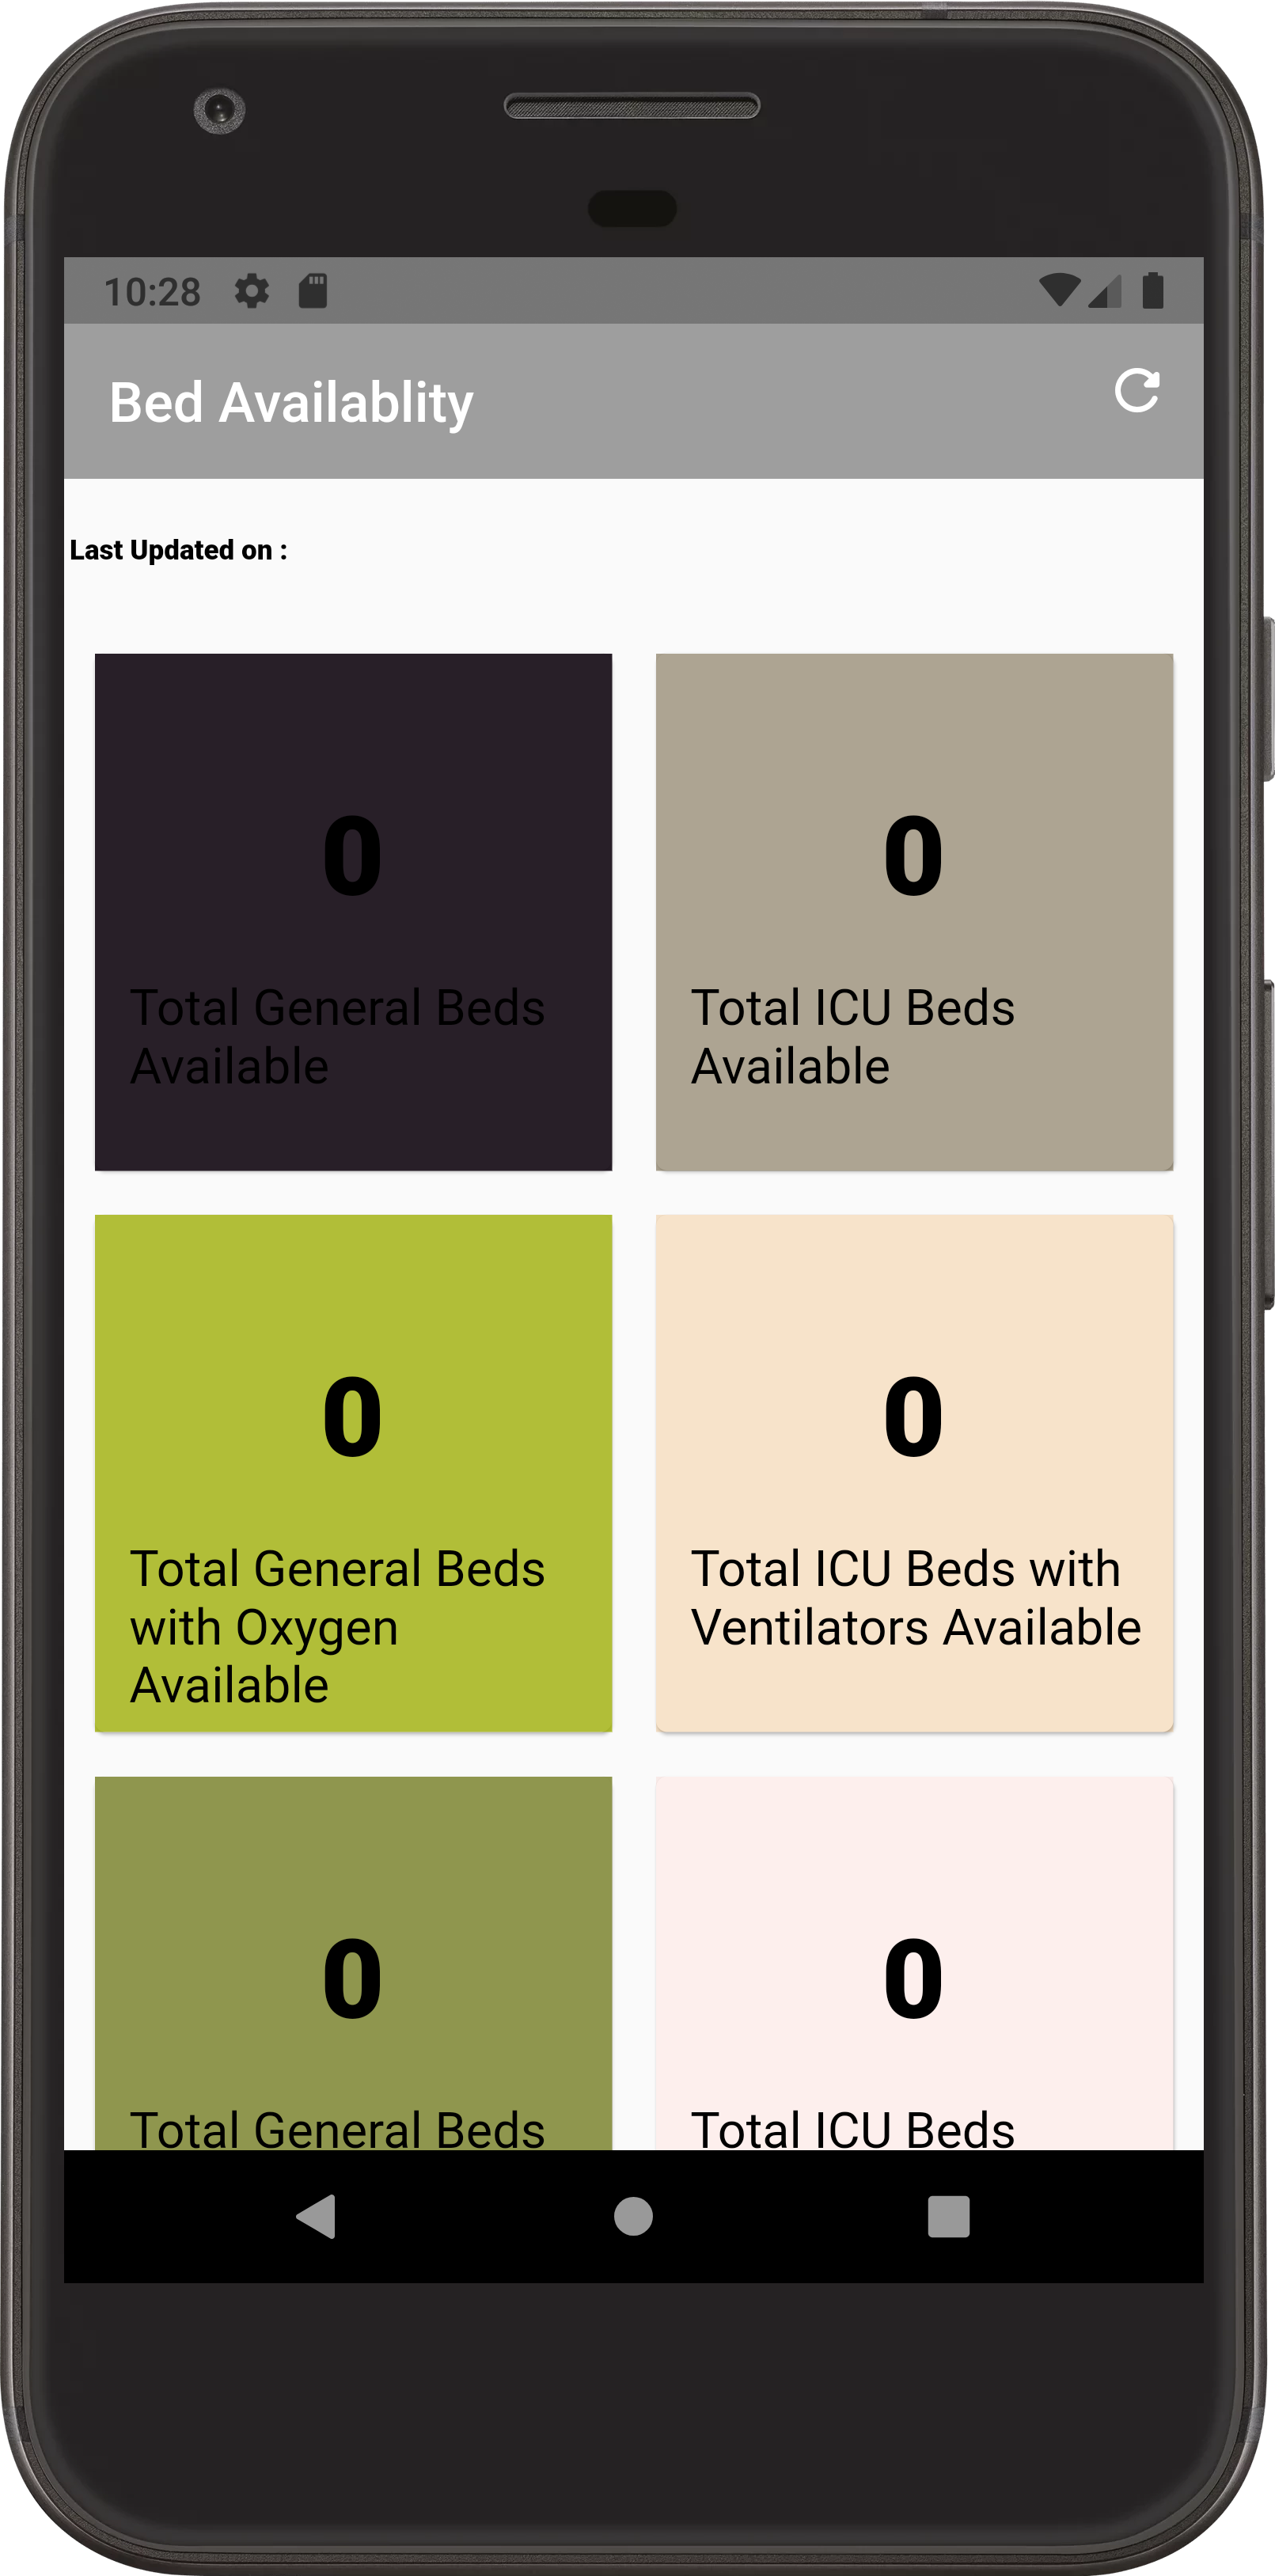 10:28
Bed Availablity
Last Updated on :
0
Total General Beds
Available
0
Total ICU Beds
Available
0
Total General Beds
with Oxygen
Available
0
Total ICU Beds with
Ventilators Available
0
Total General Beds
0
Total ICU Beds